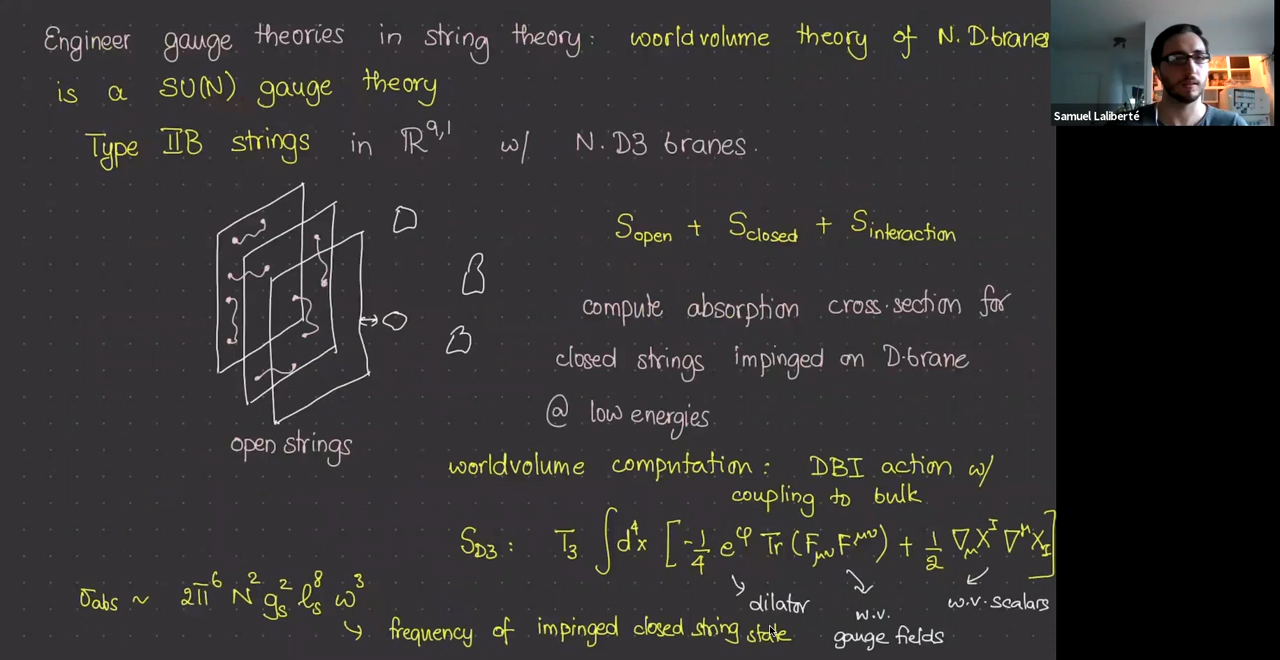 Engineer gauge theories in string theory: worldvolume theory of N. D.branes
is a SU(N) gauge theory
Type IIB strings in ℝ^{9,1} w/ N. D3 branes.
S_open + S_closed + S_interaction
compute absorption cross-section for
closed strings impinged on D-brane
@ low energies
open strings
worldvolume computation: DBI action w/
coupling to bulk
S_D3: T_3 ∫d^4x [-1/4 e^φ Tr (F_μν F^μν) + 1/2 ∇_μ X^I ∇^μ X_I]
dilator
w.v. gauge fields
w.v. scalars
σ_abs ~ 2π^6 N^2 g_s^2 l_s^8 ω^3
frequency of impinged closed string state
Samuel Laliberté